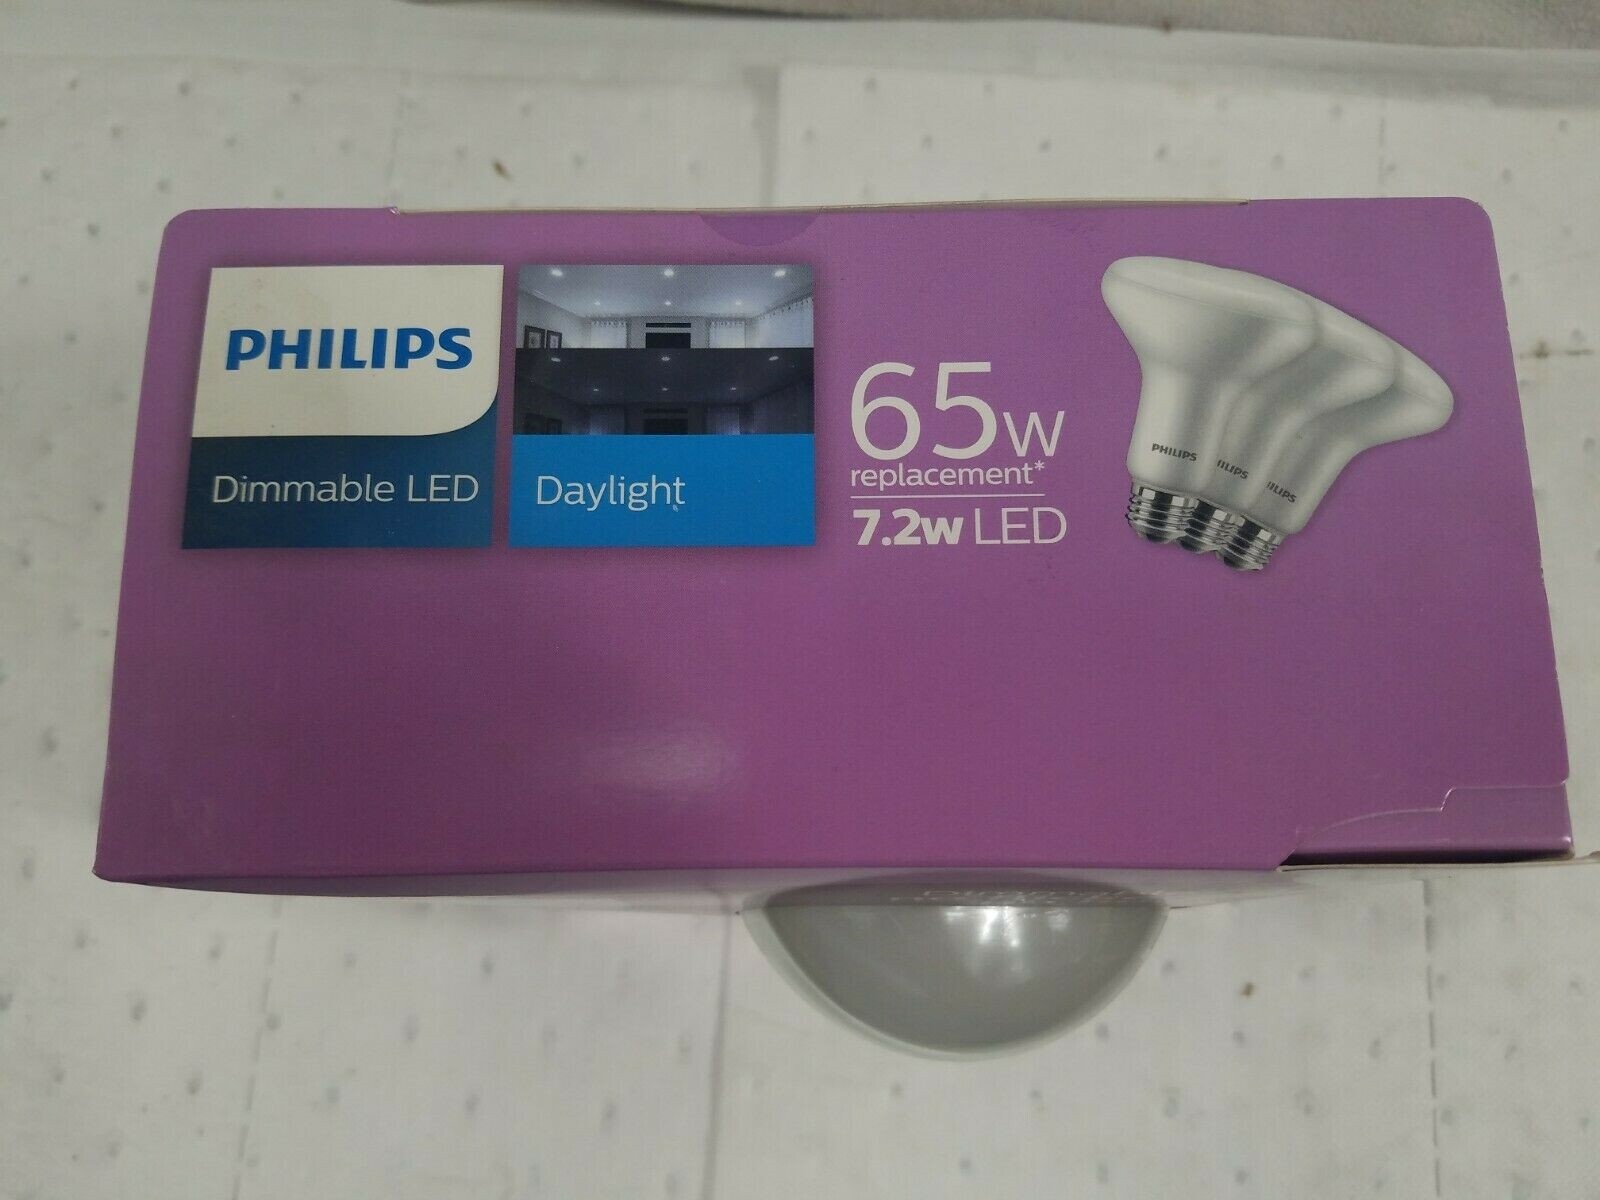 PHILIPS
Dimmable LED
Daylight
65w
replacement*
7.2w LED
PHILIPS
ILIPS
ILIPS